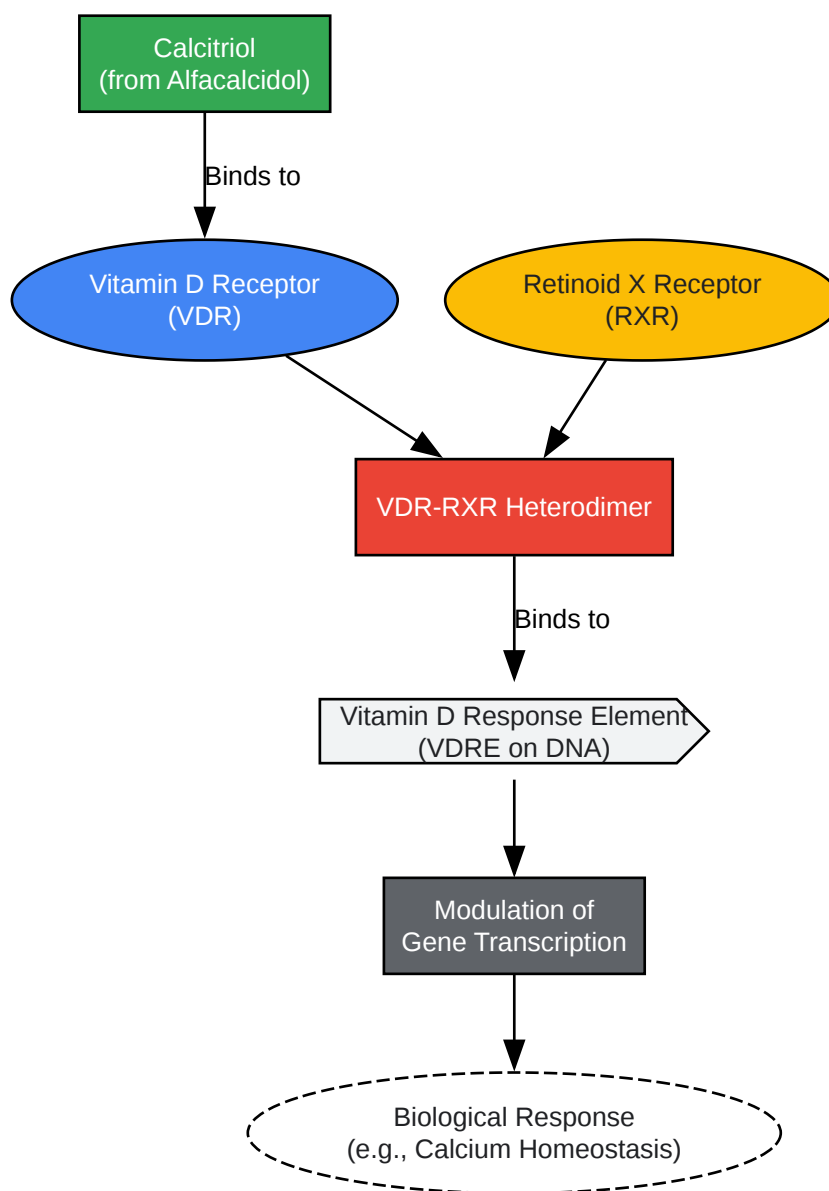 Calcitriol
(from Alfacalcidol)
Binds to
Vitamin D Receptor
(VDR)
Retinoid X Receptor
(RXR)
VDR-RXR Heterodimer
Binds to
Vitamin D Response Element
(VDRE on DNA)
Modulation of
Gene Transcription
Biological Response
(e.g., Calcium Homeostasis)